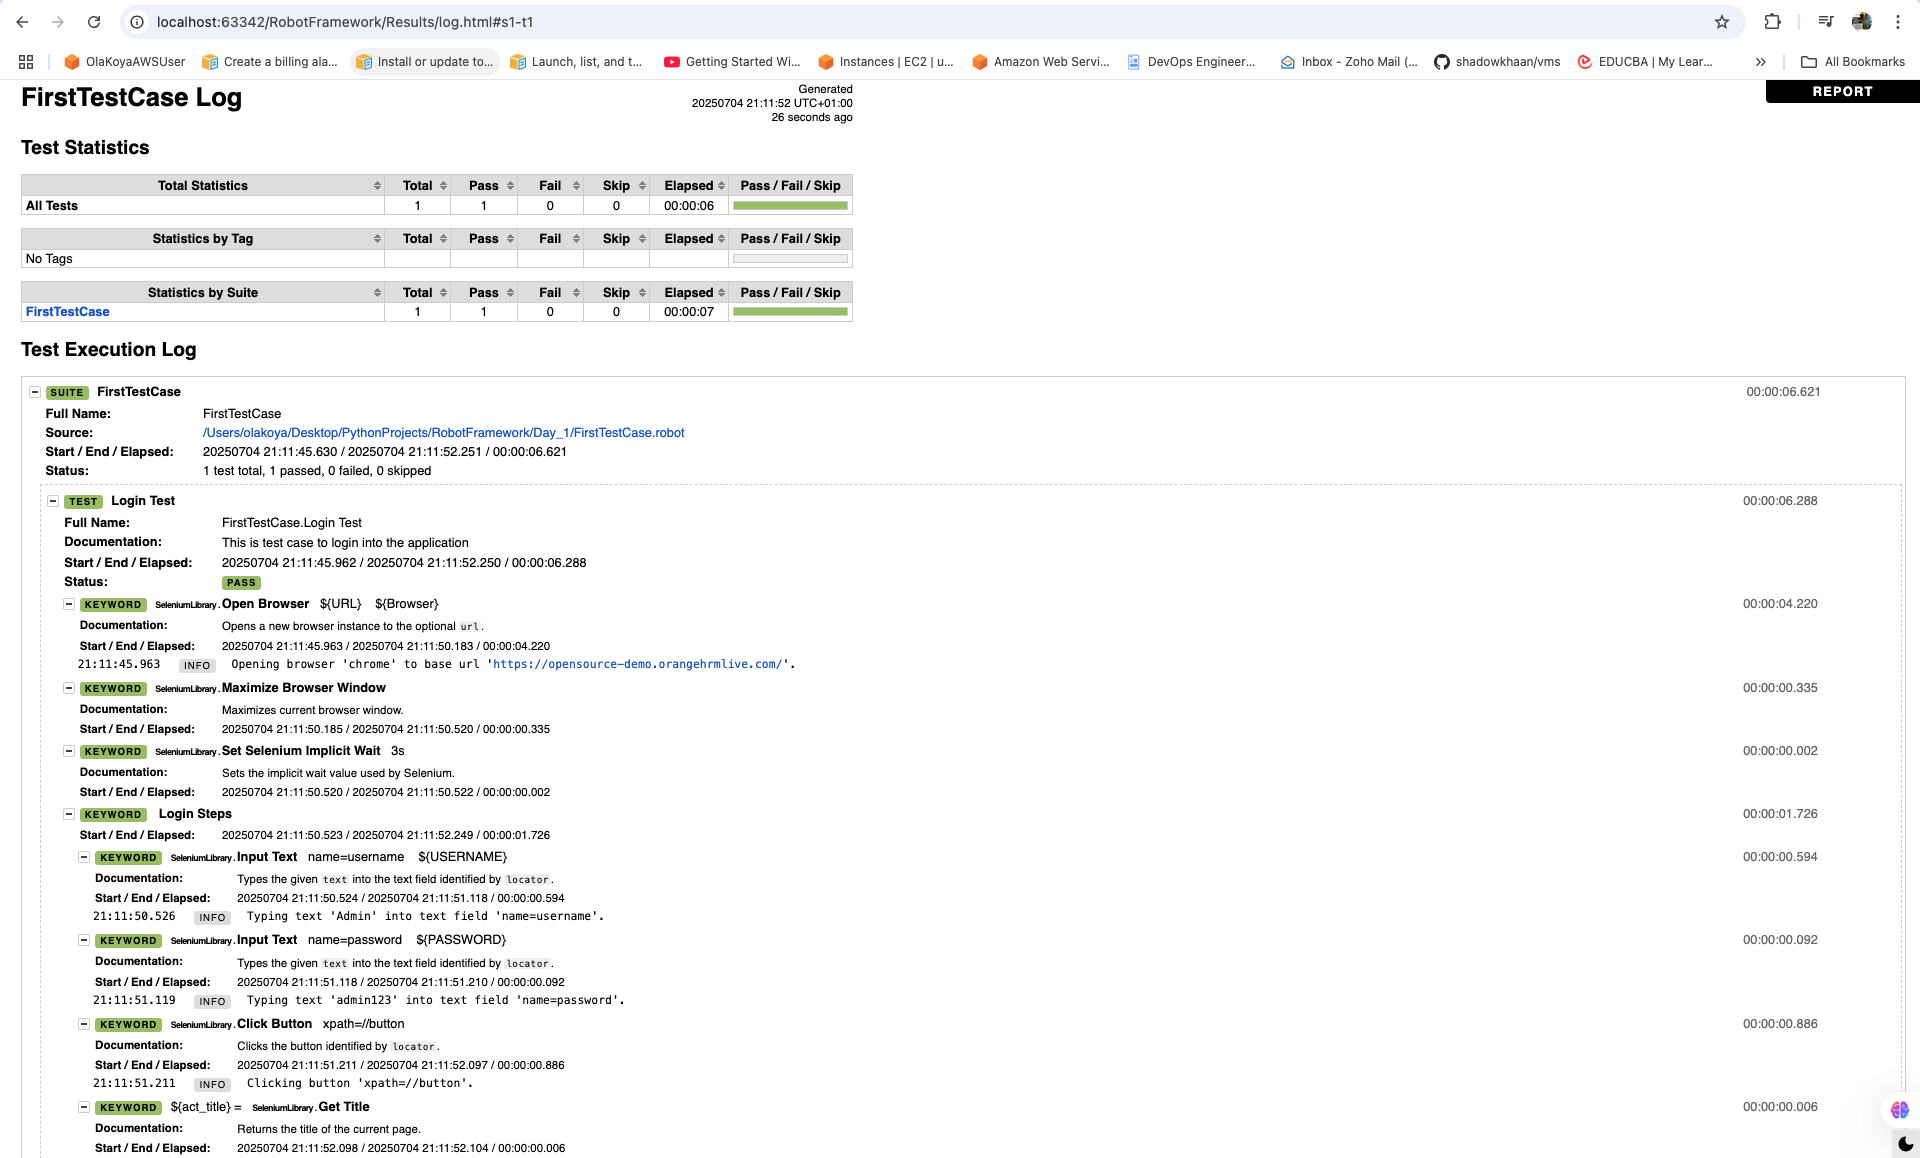 localhost:63342/RobotFramework/Results/log.html#s1-t1
OlaKoyaAWSUser Create a billing ala... Install or update to... Launch, list, and t... Getting Started Wi... Instances | EC2 | u... Amazon Web Servi... DevOps Engineer... Inbox - Zoho Mail (... shadowkhaan/vms EDUCBA | My Lear... » All Bookmarks
FirstTestCase Log
Generated
20250704 21:11:52 UTC+01:00
26 seconds ago
REPORT
Test Statistics
Total Statistics Total Pass Fail Skip Elapsed Pass / Fail / Skip
All Tests 1 1 0 0 00:00:06
Statistics by Tag Total Pass Fail Skip Elapsed Pass / Fail / Skip
No Tags
Statistics by Suite Total Pass Fail Skip Elapsed Pass / Fail / Skip
FirstTestCase 1 1 0 0 00:00:07
Test Execution Log
SUITE FirstTestCase 00:00:06.621
Full Name: FirstTestCase
Source: /Users/olakoya/Desktop/PythonProjects/RobotFramework/Day_1/FirstTestCase.robot
Start / End / Elapsed: 20250704 21:11:45.630 / 20250704 21:11:52.251 / 00:00:06.621
Status: 1 test total, 1 passed, 0 failed, 0 skipped
TEST Login Test 00:00:06.288
Full Name: FirstTestCase.Login Test
Documentation: This is test case to login into the application
Start / End / Elapsed: 20250704 21:11:45.962 / 20250704 21:11:52.250 / 00:00:06.288
Status: PASS
KEYWORD SeleniumLibrary.Open Browser ${URL} ${Browser} 00:00:04.220
Documentation: Opens a new browser instance to the optional url.
Start / End / Elapsed: 20250704 21:11:45.963 / 20250704 21:11:50.183 / 00:00:04.220
21:11:45.963 INFO Opening browser 'chrome' to base url 'https://opensource-demo.orangehrmlive.com/'.
KEYWORD SeleniumLibrary.Maximize Browser Window 00:00:00.335
Documentation: Maximizes current browser window.
Start / End / Elapsed: 20250704 21:11:50.185 / 20250704 21:11:50.520 / 00:00:00.335
KEYWORD SeleniumLibrary.Set Selenium Implicit Wait 3s 00:00:00.002
Documentation: Sets the implicit wait value used by Selenium.
Start / End / Elapsed: 20250704 21:11:50.520 / 20250704 21:11:50.522 / 00:00:00.002
KEYWORD Login Steps 00:00:01.726
Start / End / Elapsed: 20250704 21:11:50.523 / 20250704 21:11:52.249 / 00:00:01.726
KEYWORD SeleniumLibrary.Input Text name=username ${USERNAME} 00:00:00.594
Documentation: Types the given text into the text field identified by locator.
Start / End / Elapsed: 20250704 21:11:50.524 / 20250704 21:11:51.118 / 00:00:00.594
21:11:50.526 INFO Typing text 'Admin' into text field 'name=username'.
KEYWORD SeleniumLibrary.Input Text name=password ${PASSWORD} 00:00:00.092
Documentation: Types the given text into the text field identified by locator.
Start / End / Elapsed: 20250704 21:11:51.118 / 20250704 21:11:51.210 / 00:00:00.092
21:11:51.119 INFO Typing text 'admin123' into text field 'name=password'.
KEYWORD SeleniumLibrary.Click Button xpath=//button 00:00:00.886
Documentation: Clicks the button identified by locator.
Start / End / Elapsed: 20250704 21:11:51.211 / 20250704 21:11:52.097 / 00:00:00.886
21:11:51.211 INFO Clicking button 'xpath=//button'.
KEYWORD ${act_title} = SeleniumLibrary.Get Title 00:00:00.006
Documentation: Returns the title of the current page.
Start / End / Elapsed: 20250704 21:11:52.098 / 20250704 21:11:52.104 / 00:00:00.006